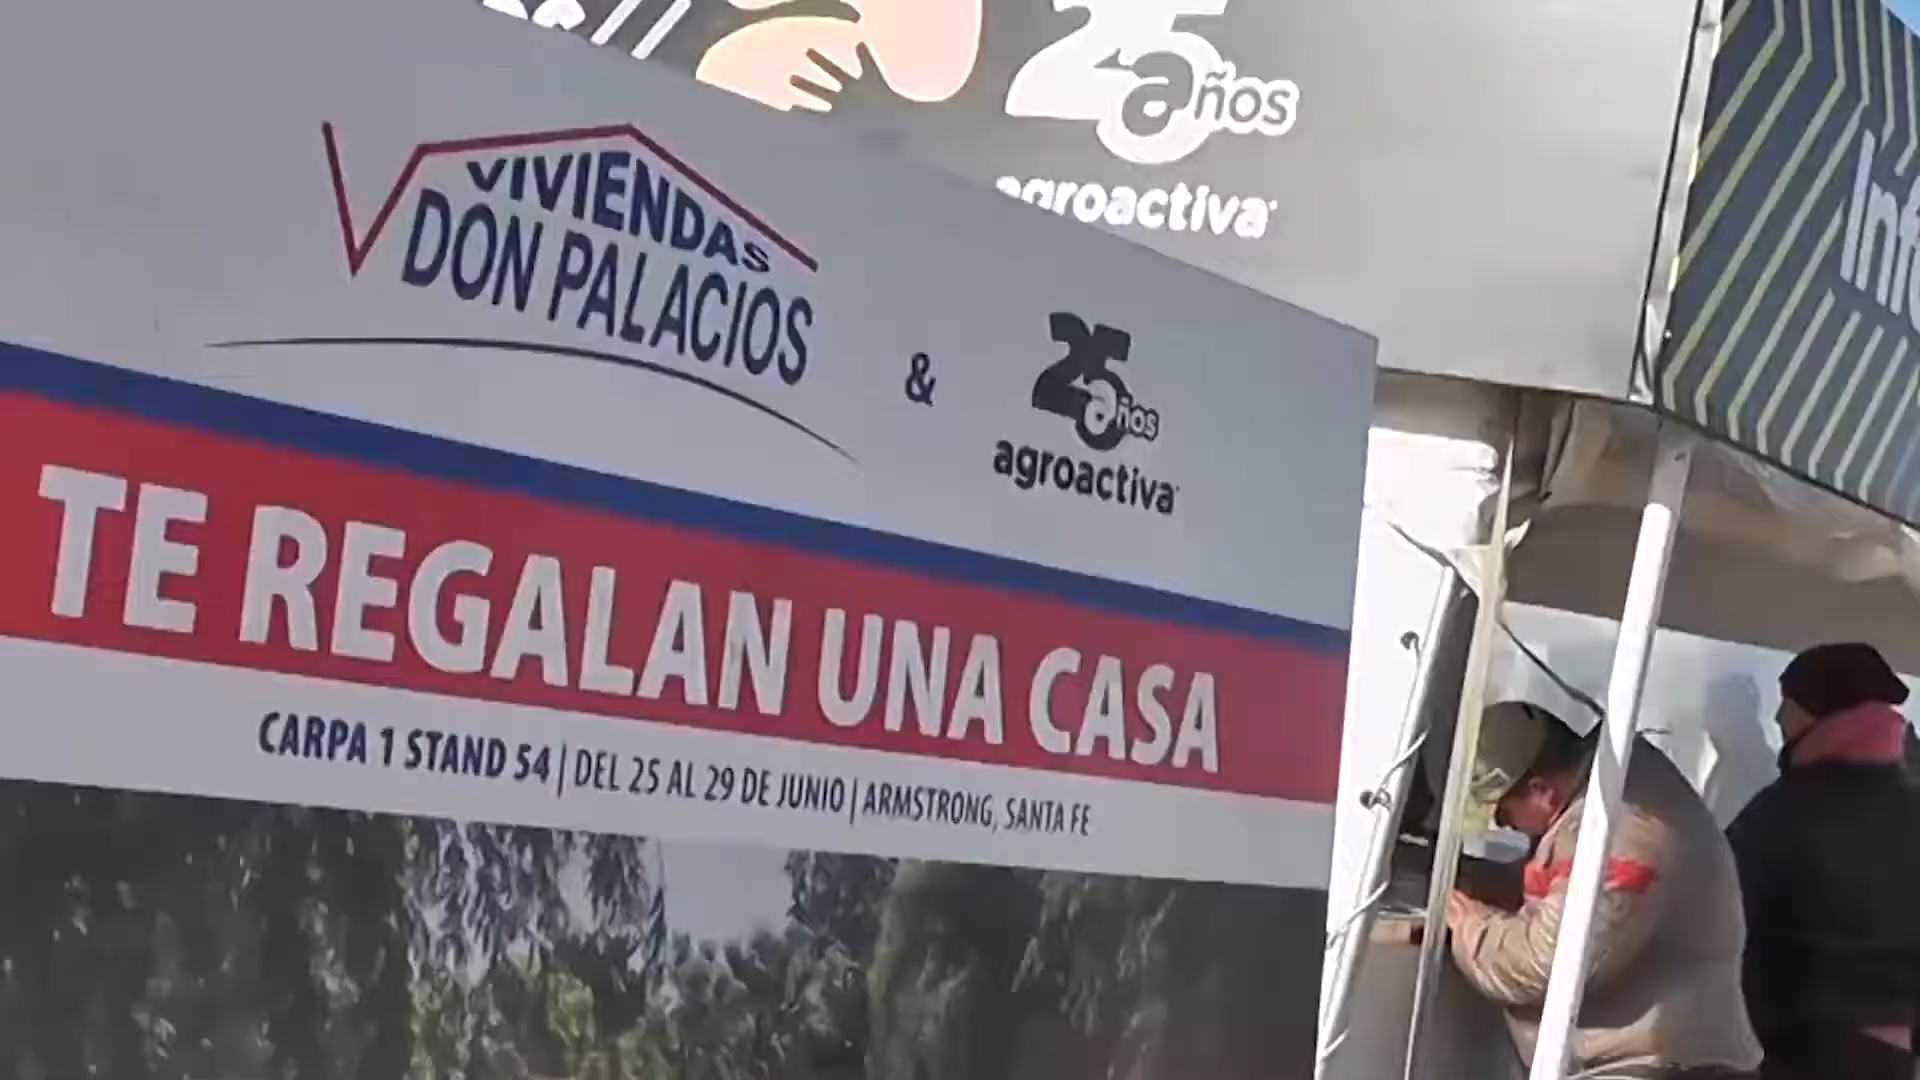 25
años
agroactiva
VIVIENDAS
DON PALACIOS
&
25
años
agroactiva
TE REGALAN UNA CASA
CARPA 1 STAND 54 | DEL 25 AL 29 DE JUNIO | ARMSTRONG, SANTA FE